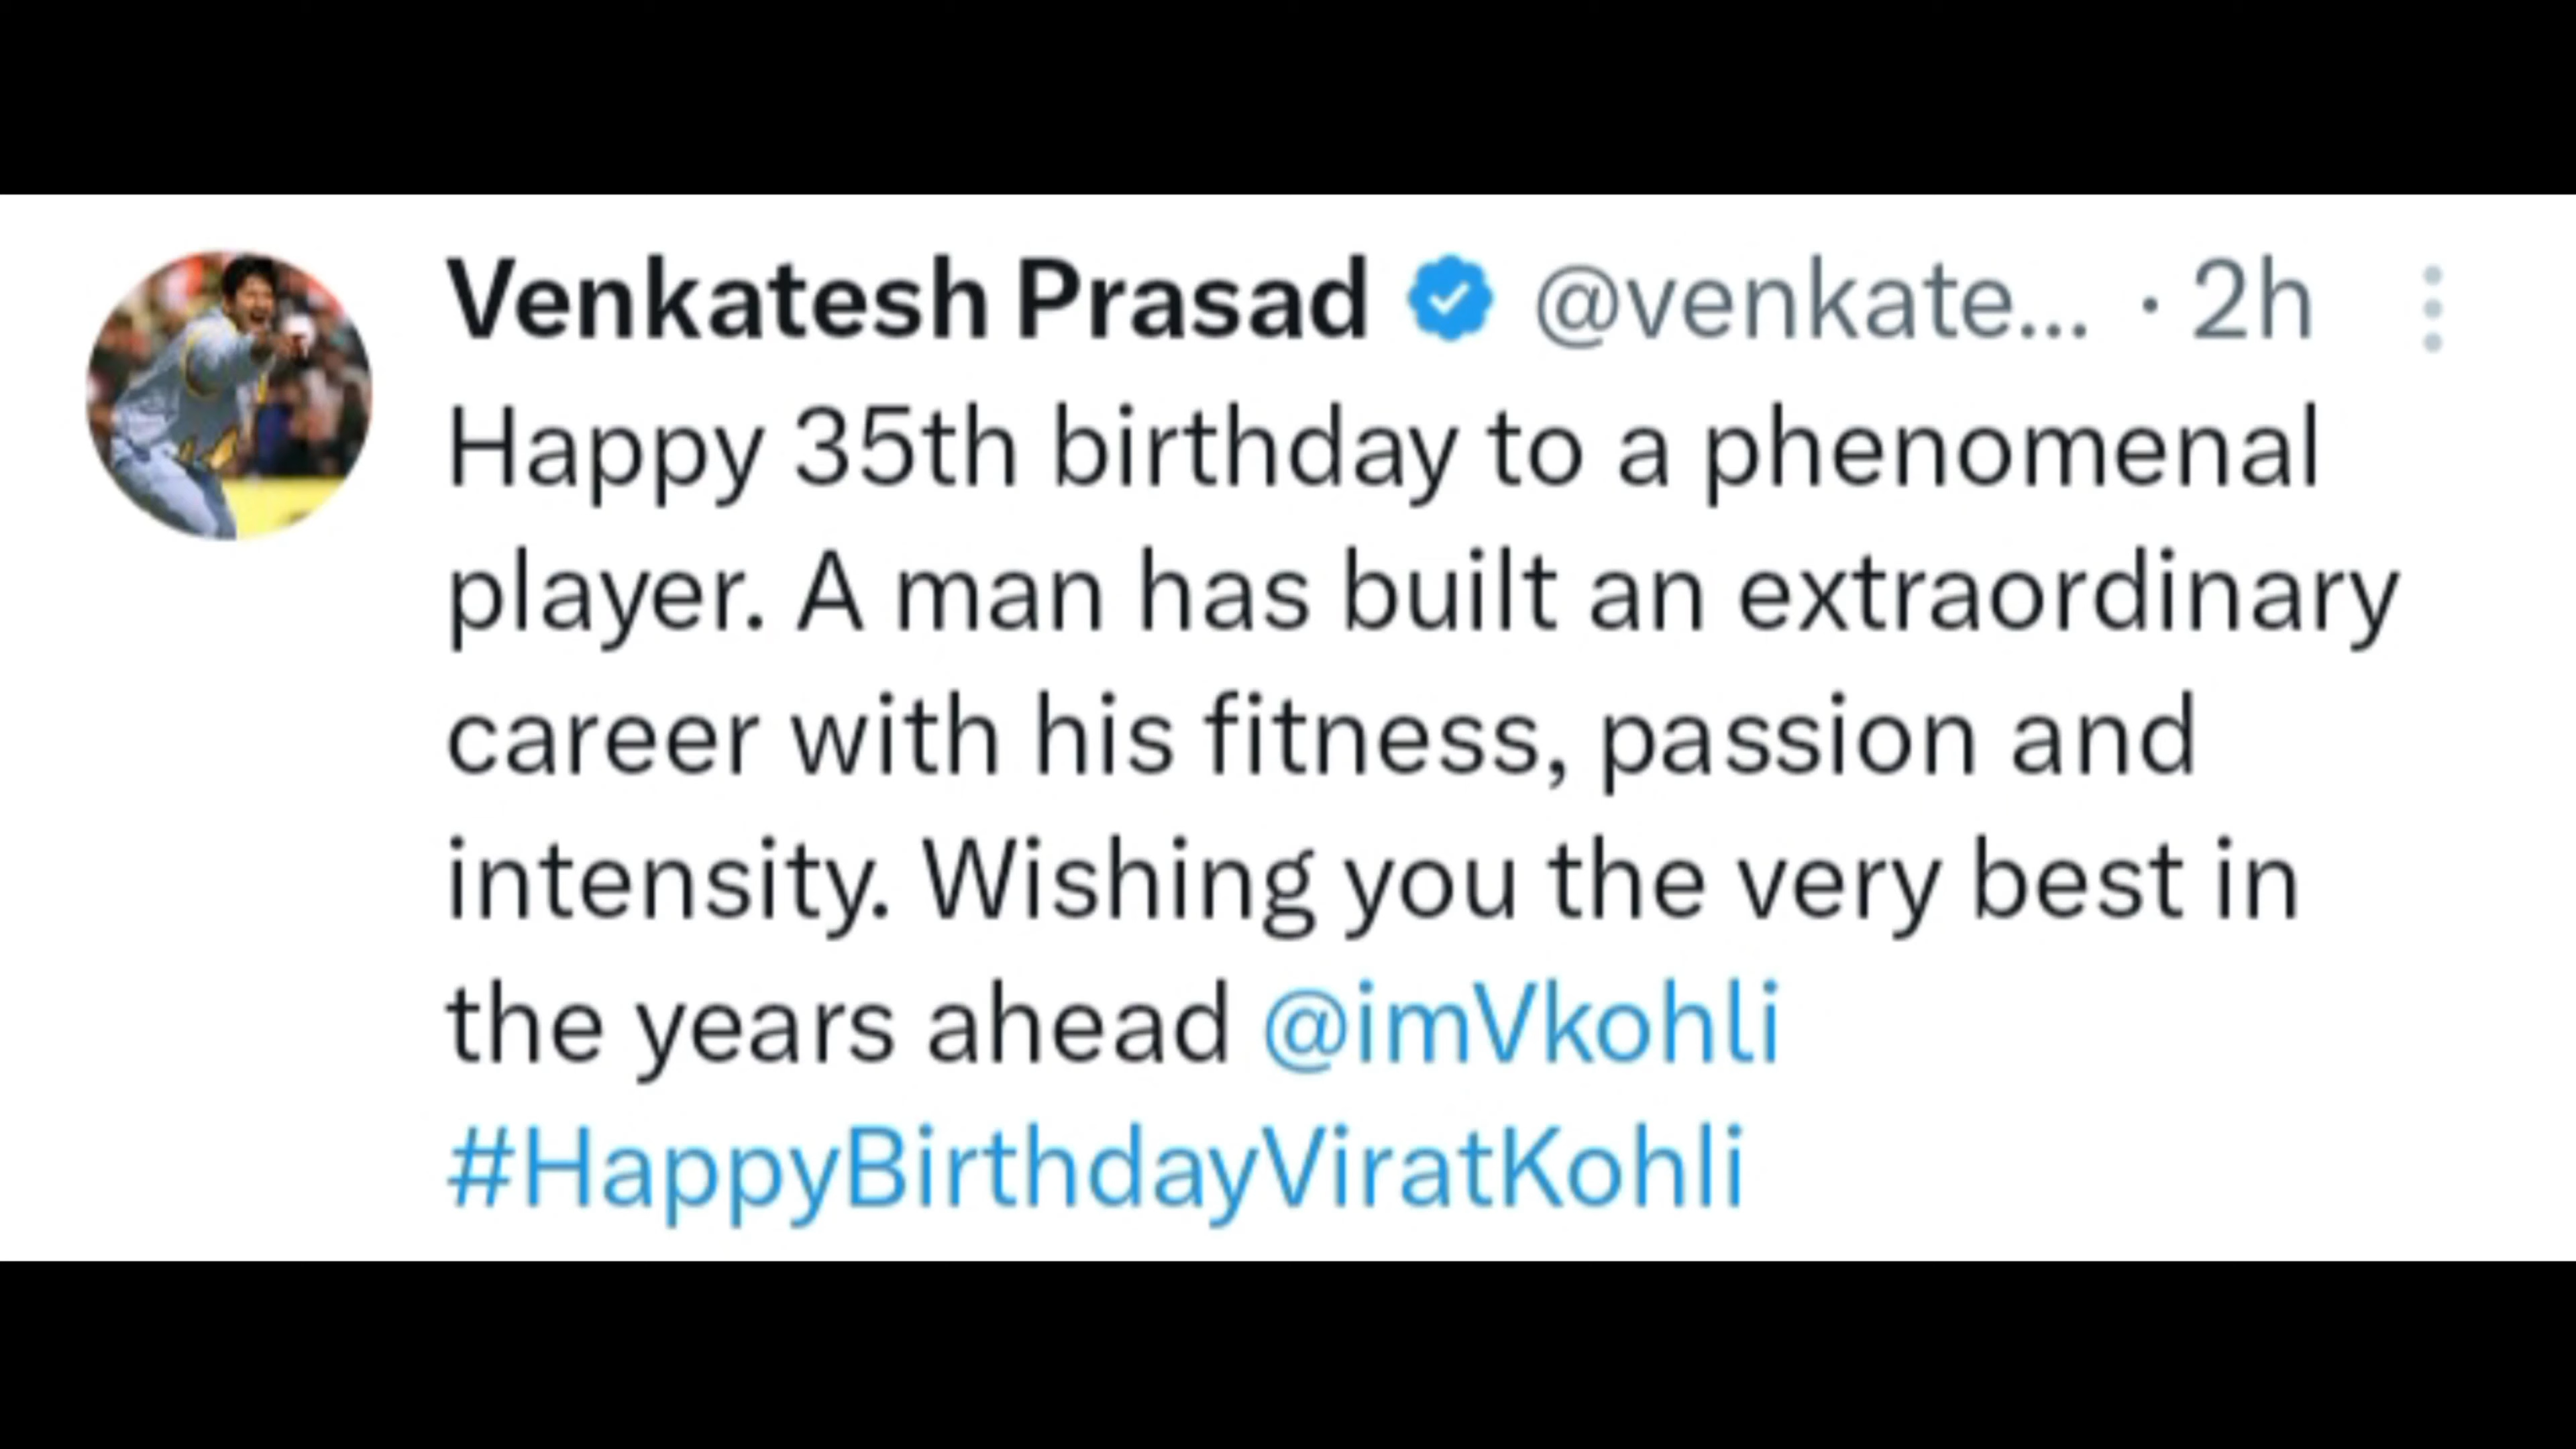 Venkatesh Prasad @venkate... · 2h
Happy 35th birthday to a phenomenal
player. A man has built an extraordinary
career with his fitness, passion and
intensity. Wishing you the very best in
the years ahead @imVkohli
#HappyBirthdayViratKohli